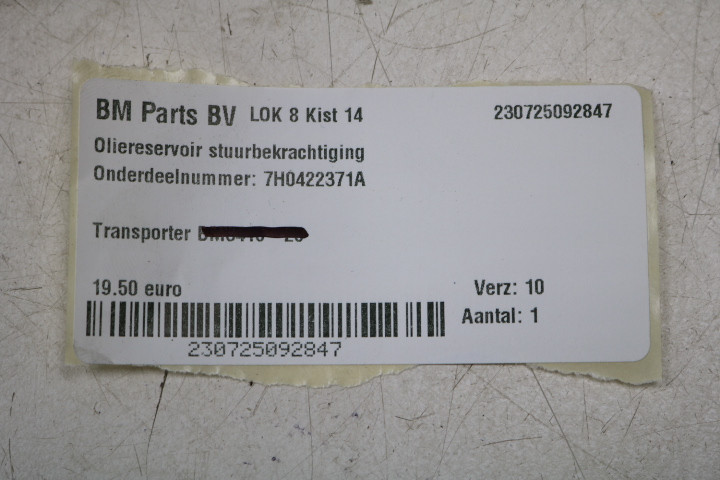 BM Parts BV LOK 8 Kist 14 230725092847
Oliereservoir stuurbekrachtiging
Onderdeelnummer: 7H0422371A
Transporter
19.50 euro Verz: 10
Aantal: 1
230725092847